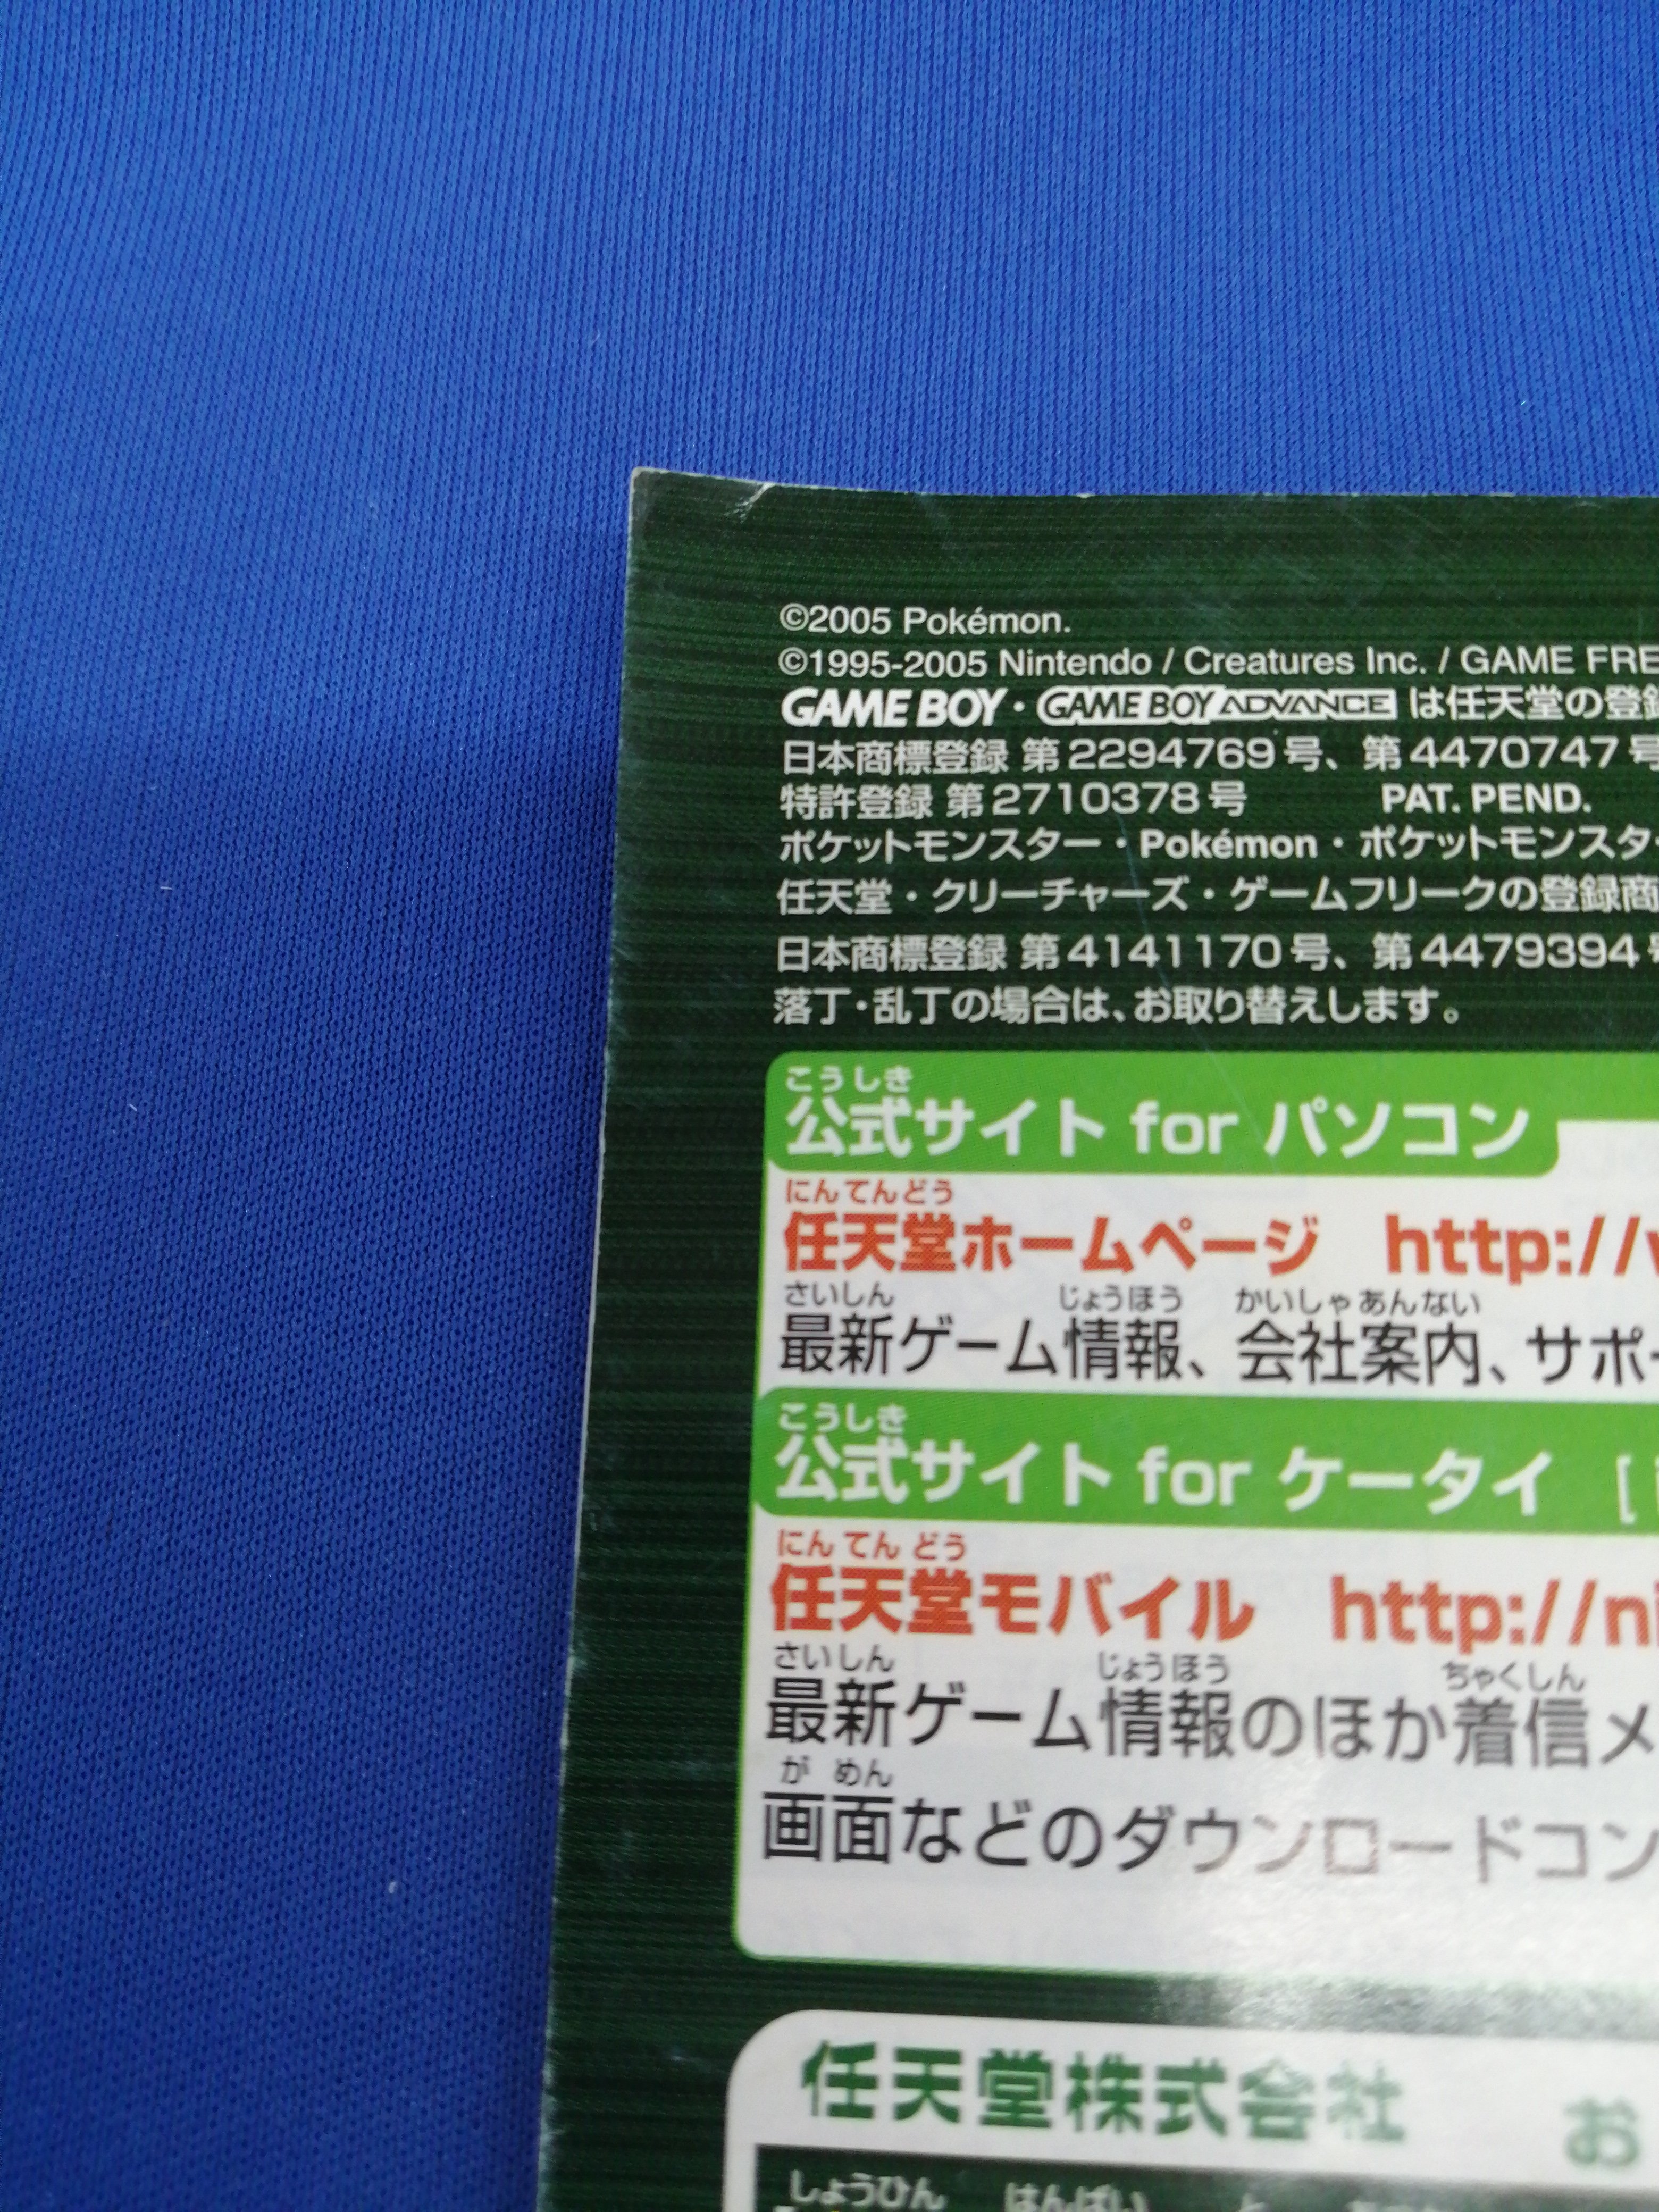 ©2005 Pokémon.
©1995-2005 Nintendo / Creatures Inc. / GAME FRE
GAME BOY・GAME BOY ADVANCE は任天堂の登録
日本商標登録 第2294769号、第4470747号
特許登録 第2710378号 PAT. PEND.
ポケットモンスター・Pokémon・ポケットモンスタ
任天堂・クリーチャーズ・ゲームフリークの登録商
日本商標登録 第4141170号、第4479394号
落丁・乱丁の場合は、お取り替えします。
こうしき
公式サイト for パソコン
にんてんどう
任天堂ホームページ http://w
さいしん じょうほう かいしゃあんない
最新ゲーム情報、会社案内、サポー
こうしき
公式サイト for ケータイ [ i
にんてんどう
任天堂モバイル http://ni
さいしん じょうほう ちゃくしん
最新ゲーム情報のほか着信メ
がめん
画面などのダウンロードコン
任天堂株式会社 お
しょうひん はんばい